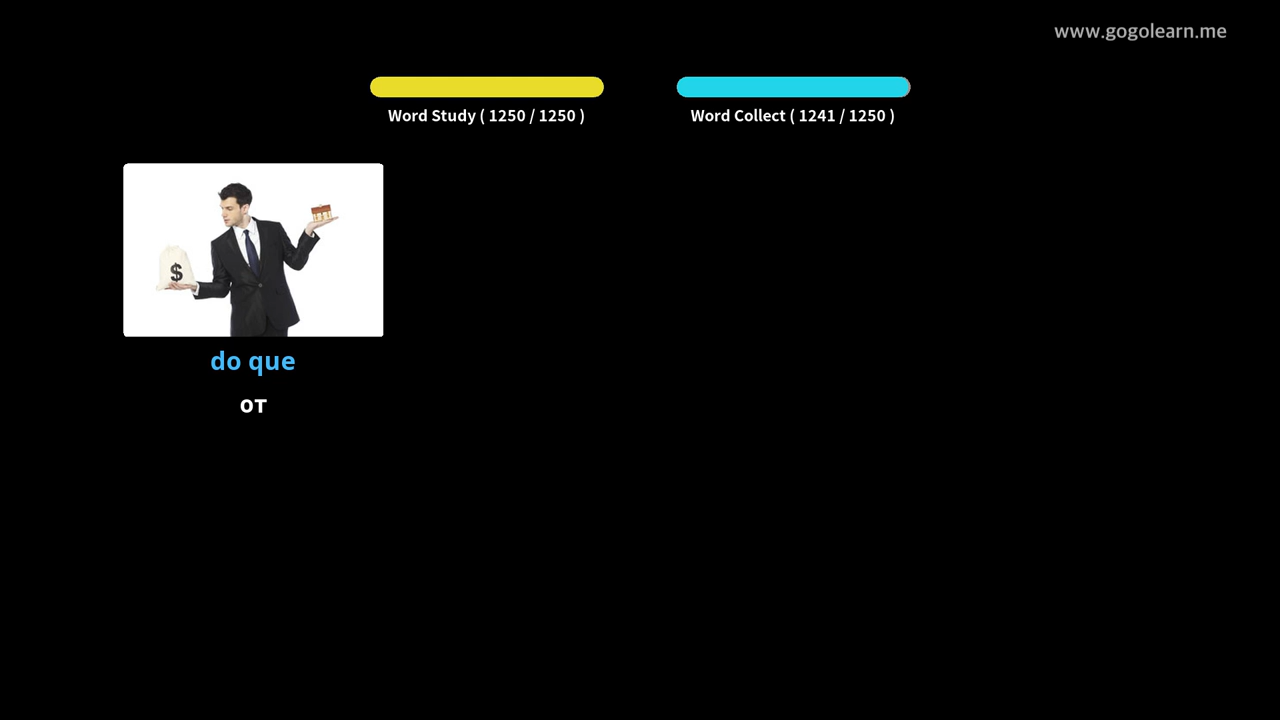 www.gogolearn.me
Word Study ( 1250 / 1250 )
Word Collect ( 1241 / 1250 )
$
do que
от